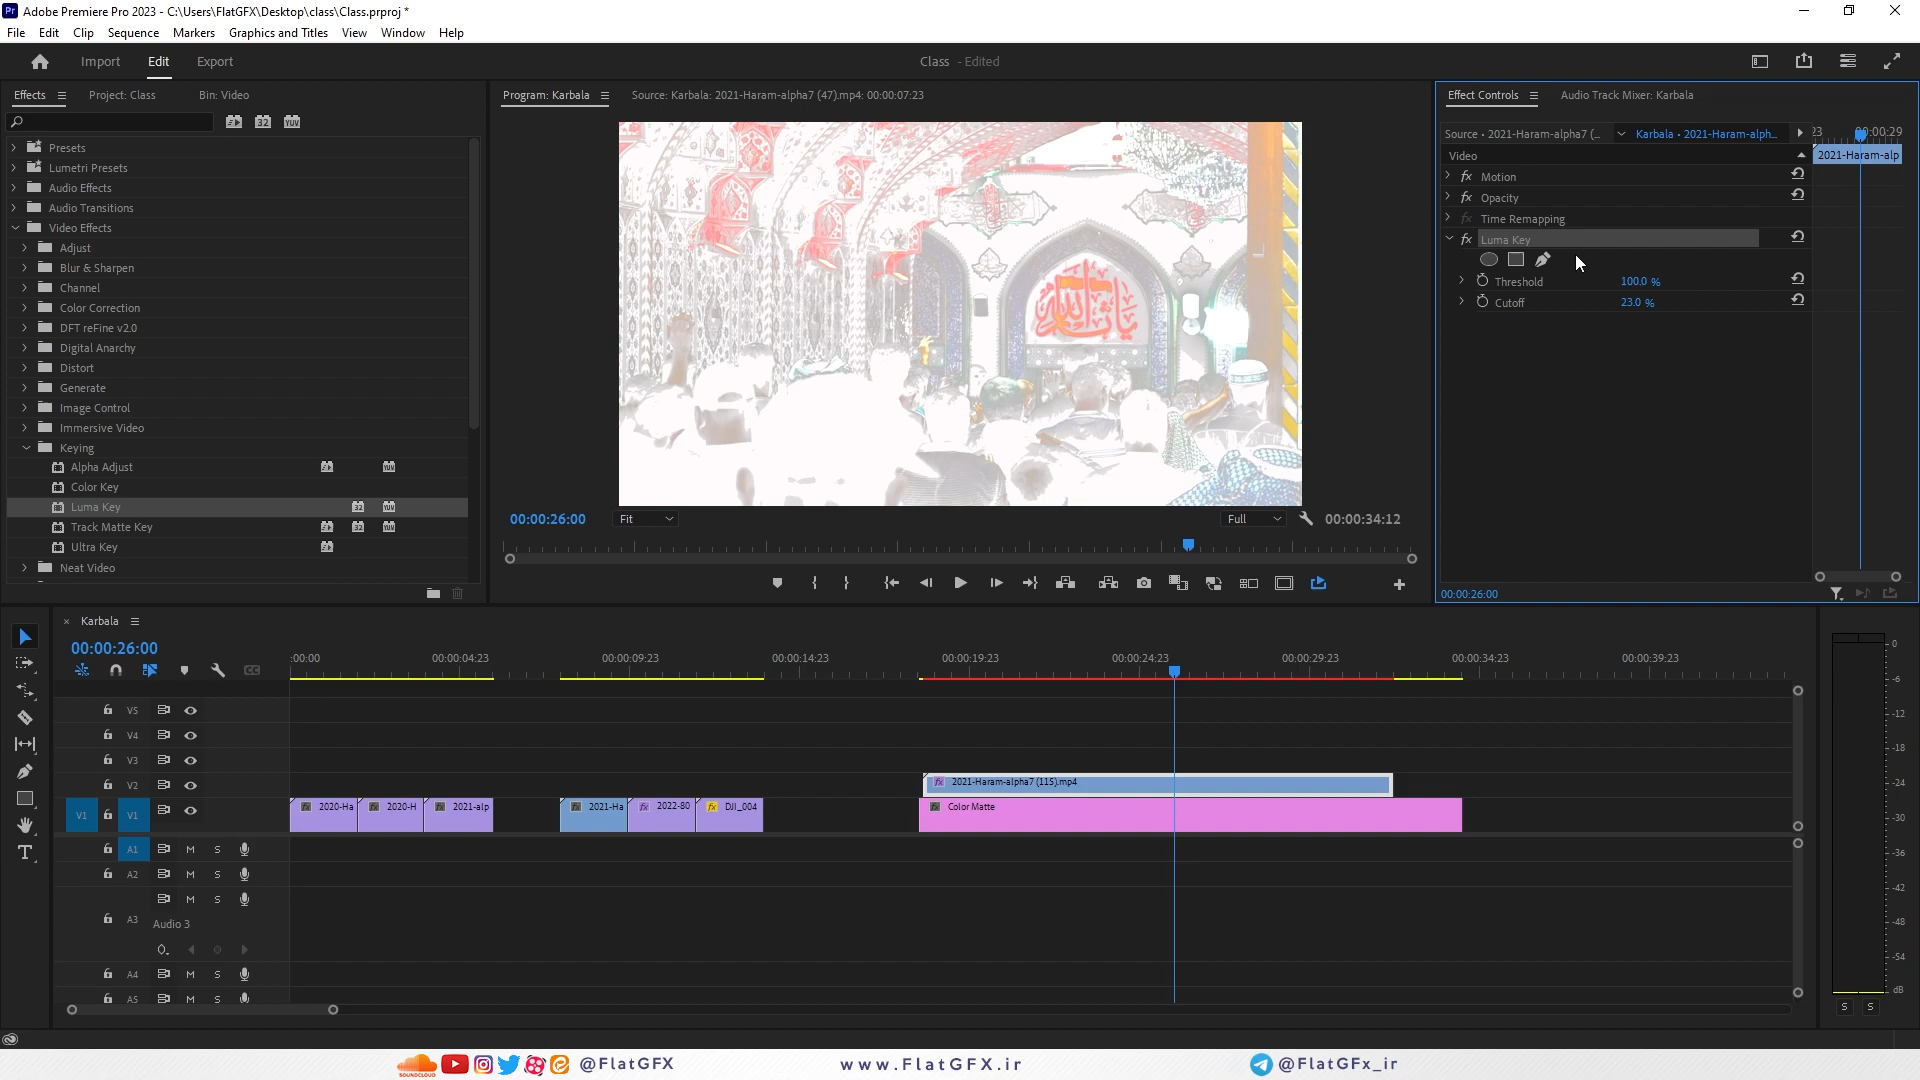 Adobe Premiere Pro 2023 - C:\Users\FlatGFX\Desktop\class\Class.prproj *
File Edit Clip Sequence Markers Graphics and Titles View Window Help
Import Edit Export
Class - Edited
Effects Project: Class Bin: Video
Presets
Lumetri Presets
Audio Effects
Audio Transitions
Video Effects
Adjust
Blur & Sharpen
Channel
Color Correction
DFT reFine v2.0
Digital Anarchy
Distort
Generate
Image Control
Immersive Video
Keying
Alpha Adjust
Color Key
Luma Key
Track Matte Key
Ultra Key
Neat Video
Program: Karbala Source: Karbala: 2021-Haram-alpha7 (47).mp4: 00:00:07:23
00:00:26:00 Fit Full 00:00:34:12
Effect Controls Audio Track Mixer: Karbala
Source • 2021-Haram-alpha7 (... Karbala • 2021-Haram-alph...
23 00:00:29
Video
2021-Haram-alp
fx Motion
fx Opacity
fx Time Remapping
fx Luma Key
Threshold 100.0 %
Cutoff 23.0 %
00:00:26:00
× Karbala
00:00:26:00
:00:00 00:00:04:23 00:00:09:23 00:00:14:23 00:00:19:23 00:00:24:23 00:00:29:23 00:00:34:23 00:00:39:23
V5
V4
V3
V2 fx 2021-Haram-alpha7 (115).mp4
V1 V1 2020-Ha 2020-H 2021-alp 2021-Ha 2022-80 DJI_004 Color Matte
A1 M S
A2 M S
M S
A3
Audio 3
A4 M S
A5 M S
0
-6
-12
-18
-24
-30
-36
-42
-48
-54
dB
S S
SOUNDCLOUD @FlatGFX www.FlatGFX.ir @FlatGFx_ir